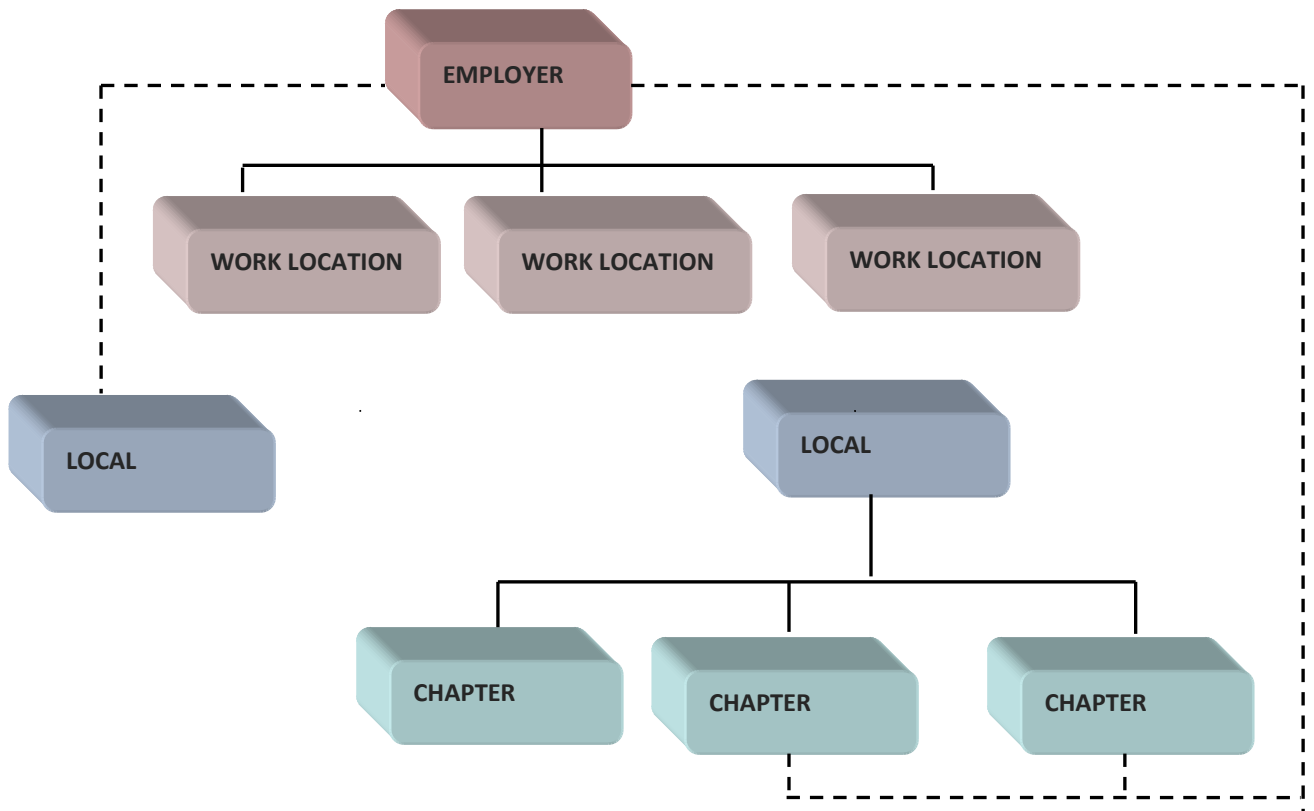 EMPLOYER
WORK LOCATION
WORK LOCATION
WORK LOCATION
LOCAL
LOCAL
CHAPTER
CHAPTER
CHAPTER